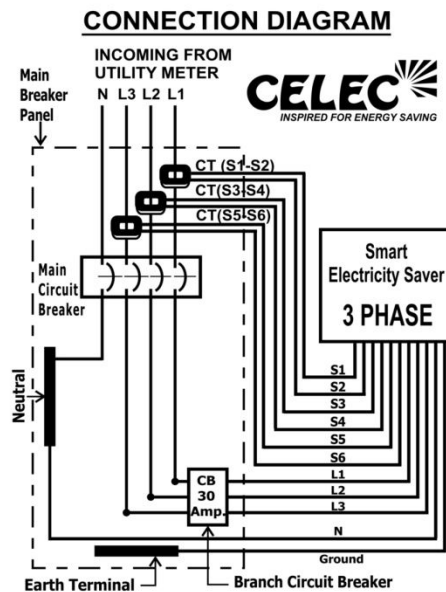 CONNECTION DIAGRAM
INCOMING FROM
UTILITY METER
N L3 L2 L1
Main
Breaker
Panel
CELEC
INSPIRED FOR ENERGY SAVING
CT (S1-S2)
CT(S3-S4)
CT(S5-S6)
Main
Circuit
Breaker
Smart
Electricity Saver
3 PHASE
Neutral
S1
S2
S3
S4
S5
S6
L1
L2
L3
N
Ground
CB
30
Amp.
Earth Terminal
Branch Circuit Breaker